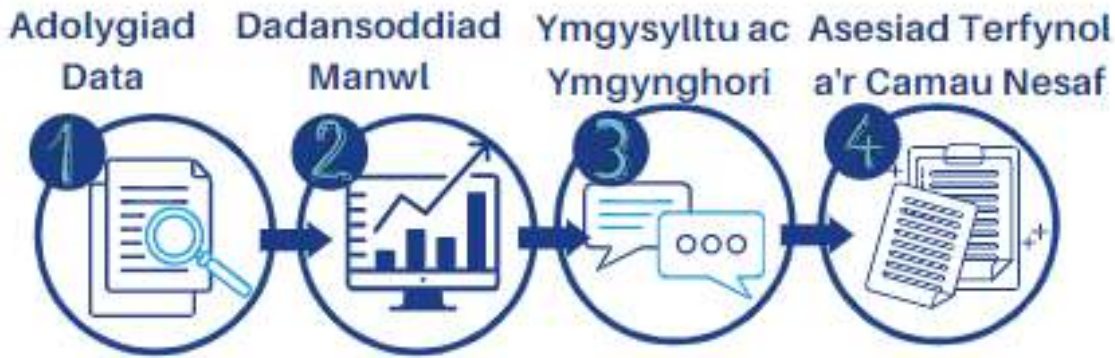 Adolygiad
Data
Dadansoddiad
Manwl
Ymgysylltu ac
Ymgynghori
Asesiad Terfynol
a'r Camau Nesaf
1
2
3
4